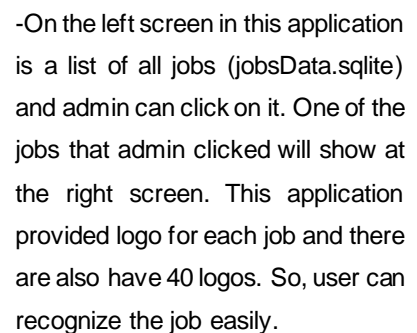 -On the left screen in this application
is a list of all jobs (jobsData.sqlite)
and admin can click on it. One of the
jobs that admin clicked will show at
the right screen. This application
provided logo for each job and there
are also have 40 logos. So, user can
recognize the job easily.